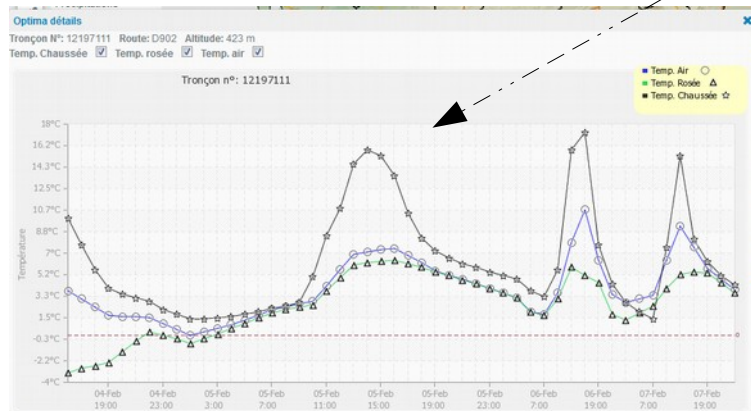 Optima détails
Tronçon N°: 12197111 Route: D902 Altitude: 423 m
Temp. Chaussée Temp. rosée Temp. air
Tronçon n°: 12197111
Temp. Air
Temp. Rosée
Temp. Chaussée
Température
18°C
16.2°C
14.3°C
12.5°C
10.7°C
8.8°C
7°C
5.2°C
3.3°C
1.5°C
-0.3°C
-2.2°C
-4°C
0
04-Feb 04-Feb 05-Feb 05-Feb 05-Feb 05-Feb 05-Feb 05-Feb 06-Feb 06-Feb 07-Feb 07-Feb
19:00 23:00 3:00 7:00 11:00 15:00 19:00 23:00 7:00 19:00 7:00 19:00